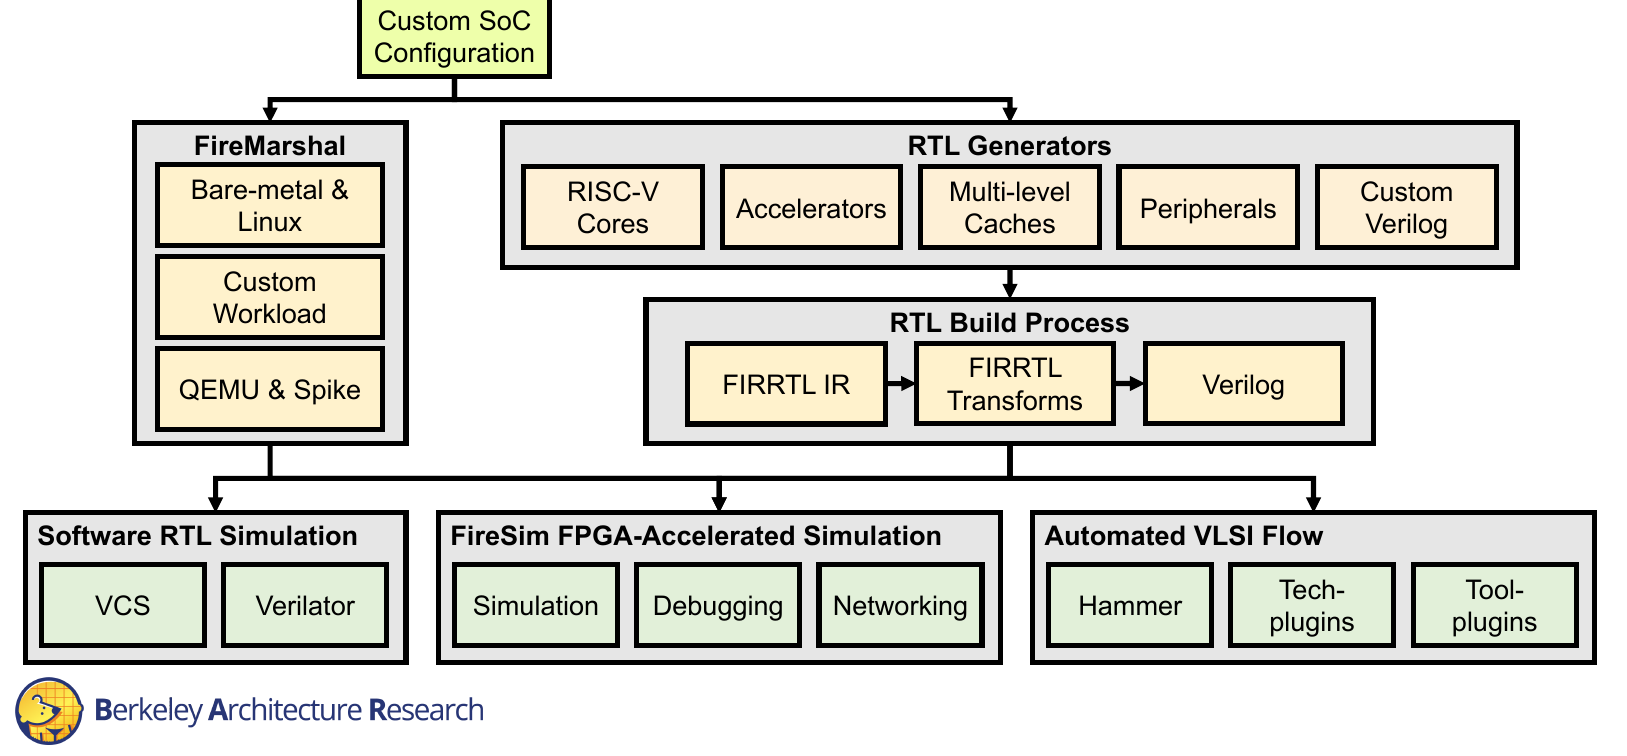 Custom SoC
Configuration
FireMarshal
Bare-metal &
Linux
Custom
Workload
QEMU & Spike
RTL Generators
RISC-V
Cores
Accelerators
Multi-level
Caches
Peripherals
Custom
Verilog
RTL Build Process
FIRRTL IR
FIRRTL
Transforms
Verilog
Software RTL Simulation
VCS
Verilator
FireSim FPGA-Accelerated Simulation
Simulation
Debugging
Networking
Automated VLSI Flow
Hammer
Tech-
plugins
Tool-
plugins
Berkeley Architecture Research